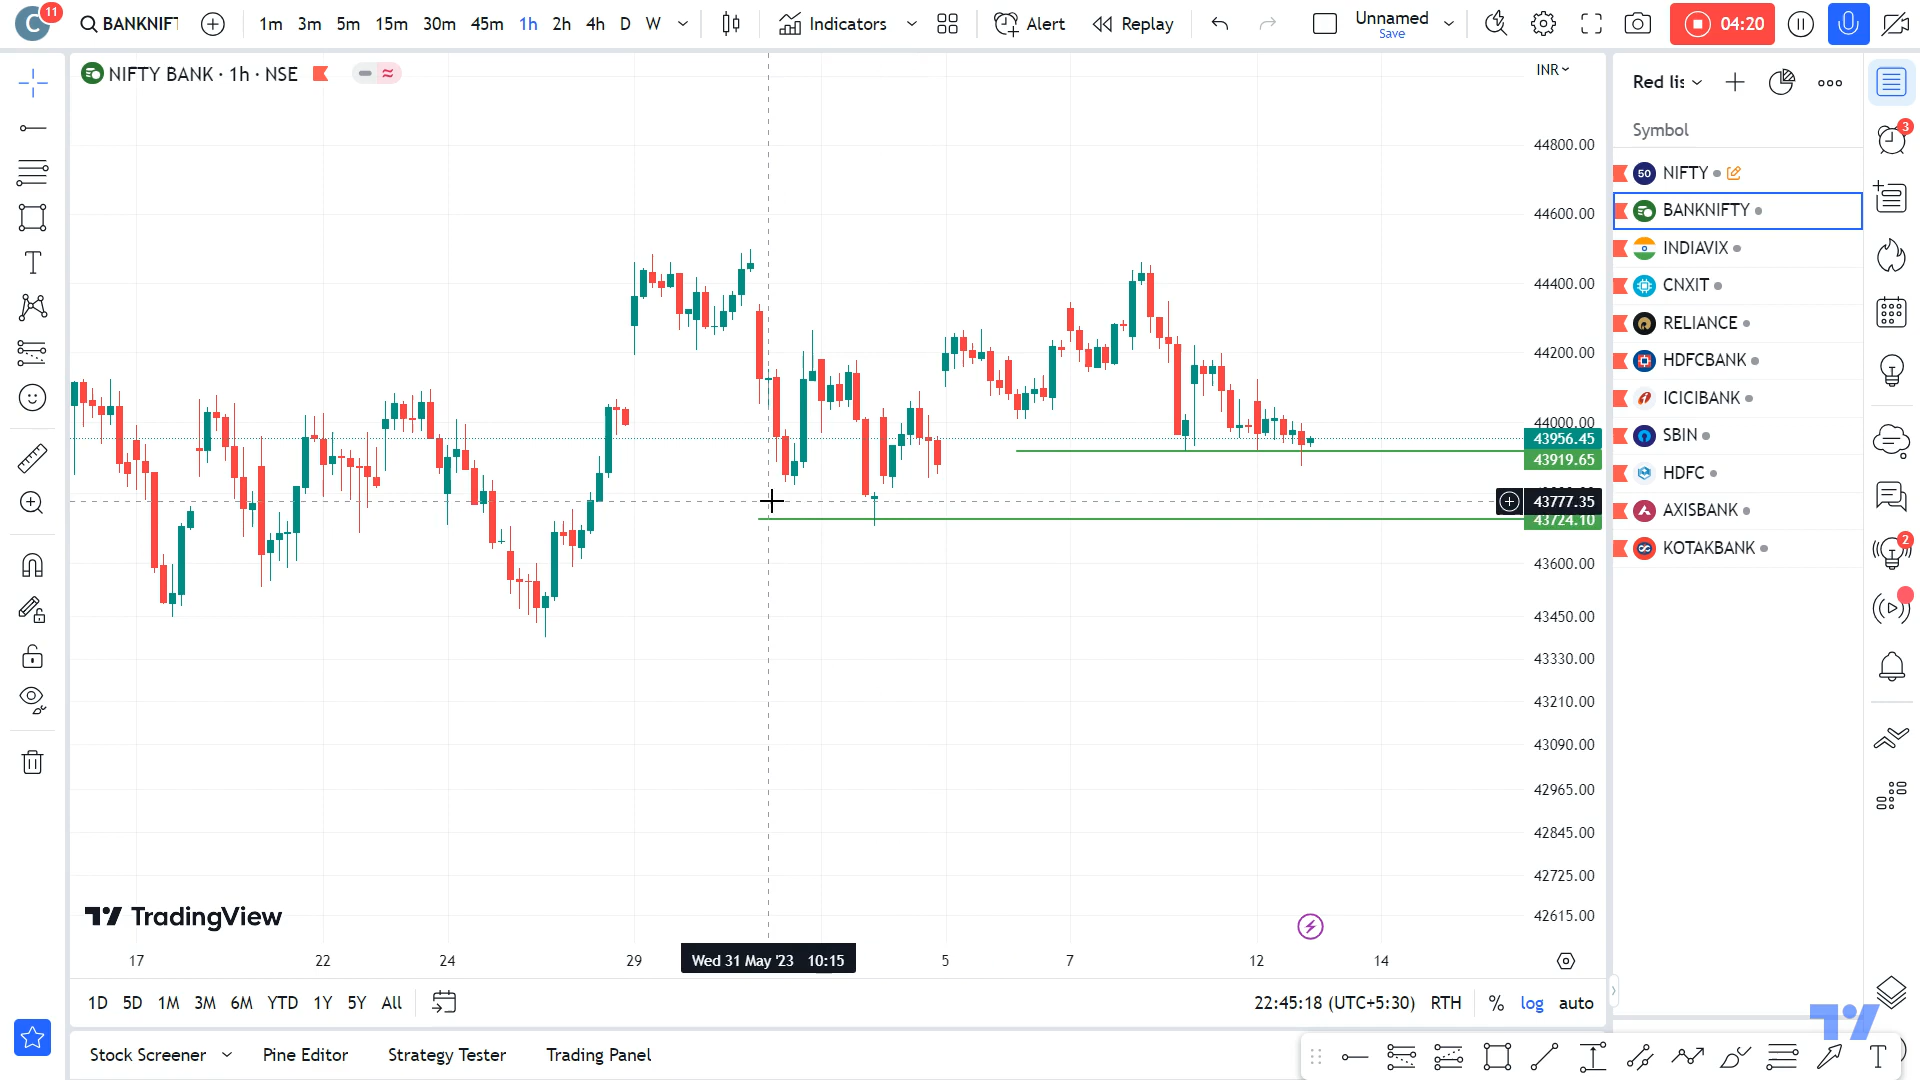 C 11 BANKNIFT 1m 3m 5m 15m 30m 45m 1h 2h 4h D W Indicators Alert Replay Unnamed 04:20
Save
NIFTY BANK · 1h · NSE
INR
Red lis
Symbol
3
50 NIFTY
BANKNIFTY
INDIAVIX
CNXIT
RELIANCE
HDFCBANK
ICICIBANK
SBIN
HDFC
AXISBANK
KOTAKBANK
2
44800.00
44600.00
44400.00
44200.00
44000.00
43956.45
43919.65
43777.35
43724.10
43600.00
43450.00
43330.00
43210.00
43090.00
42965.00
42845.00
42725.00
42615.00
TradingView
17 22 24 29 Wed 31 May '23 10:15 5 7 12 14
1D 5D 1M 3M 6M YTD 1Y 5Y All 22:45:18 (UTC+5:30) RTH % log auto
Stock Screener Pine Editor Strategy Tester Trading Panel